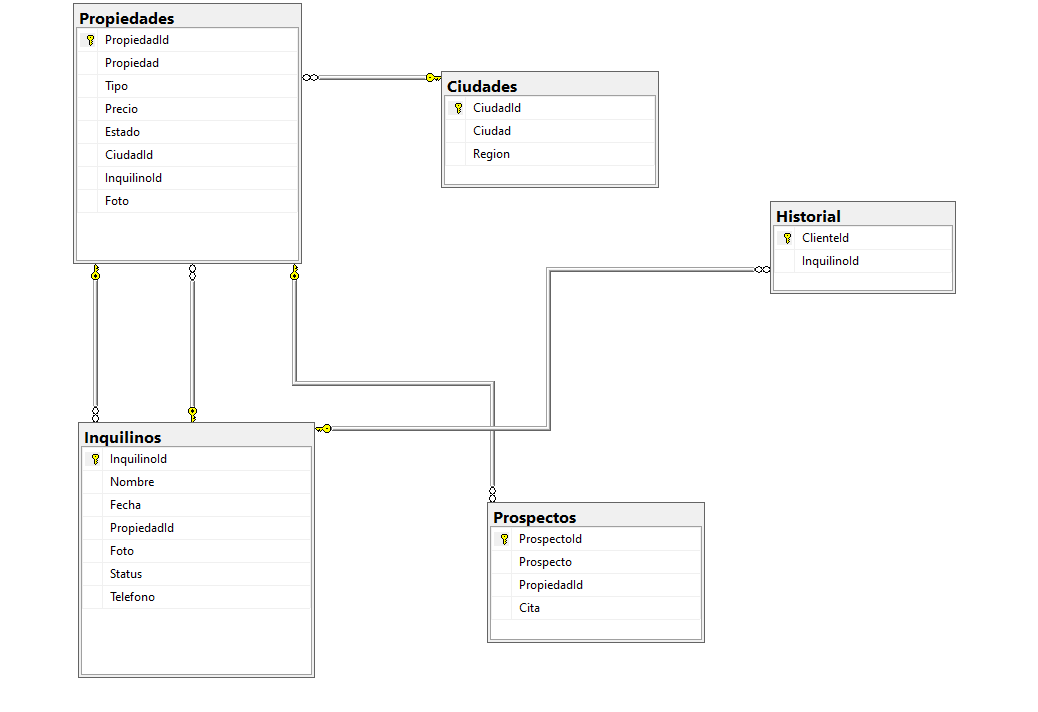 Propiedades
PropiedadId
Propiedad
Tipo
Precio
Estado
CiudadId
InquilinoId
Foto
Ciudades
CiudadId
Ciudad
Region
Historial
ClienteId
InquilinoId
Inquilinos
InquilinoId
Nombre
Fecha
PropiedadId
Foto
Status
Telefono
Prospectos
ProspectoId
Prospecto
PropiedadId
Cita